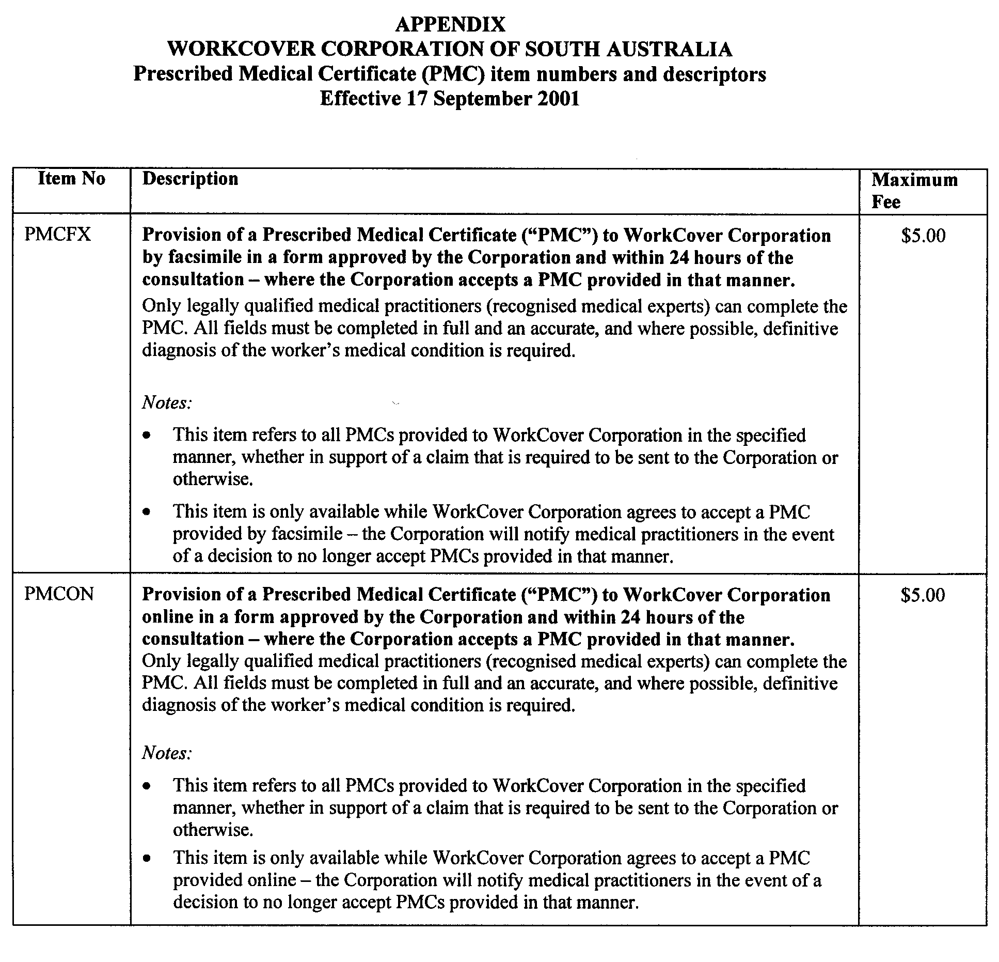 APPENDIX
WORKCOVER CORPORATION OF SOUTH AUSTRALIA
Prescribed Medical Certificate (PMC) item numbers and descriptors
Effective 17 September 2001
Item No
Description
Maximum
Fee
PMCFX
Provision of a Prescribed Medical Certificate (“PMC”) to WorkCover Corporation
by facsimile in a form approved by the Corporation and within 24 hours of the
consultation – where the Corporation accepts a PMC provided in that manner.
Only legally qualified medical practitioners (recognised medical experts) can complete the
PMC. All fields must be completed in full and an accurate, and where possible, definitive
diagnosis of the worker’s medical condition is required.
Notes:
• This item refers to all PMCs provided to WorkCover Corporation in the specified
manner, whether in support of a claim that is required to be sent to the Corporation or
otherwise.
• This item is only available while WorkCover Corporation agrees to accept a PMC
provided by facsimile – the Corporation will notify medical practitioners in the event
of a decision to no longer accept PMCs provided in that manner.
$5.00
PMCON
Provision of a Prescribed Medical Certificate (“PMC”) to WorkCover Corporation
online in a form approved by the Corporation and within 24 hours of the
consultation – where the Corporation accepts a PMC provided in that manner.
Only legally qualified medical practitioners (recognised medical experts) can complete the
PMC. All fields must be completed in full and an accurate, and where possible, definitive
diagnosis of the worker’s medical condition is required.
Notes:
• This item refers to all PMCs provided to WorkCover Corporation in the specified
manner, whether in support of a claim that is required to be sent to the Corporation or
otherwise.
• This item is only available while WorkCover Corporation agrees to accept a PMC
provided online – the Corporation will notify medical practitioners in the event of a
decision to no longer accept PMCs provided in that manner.
$5.00